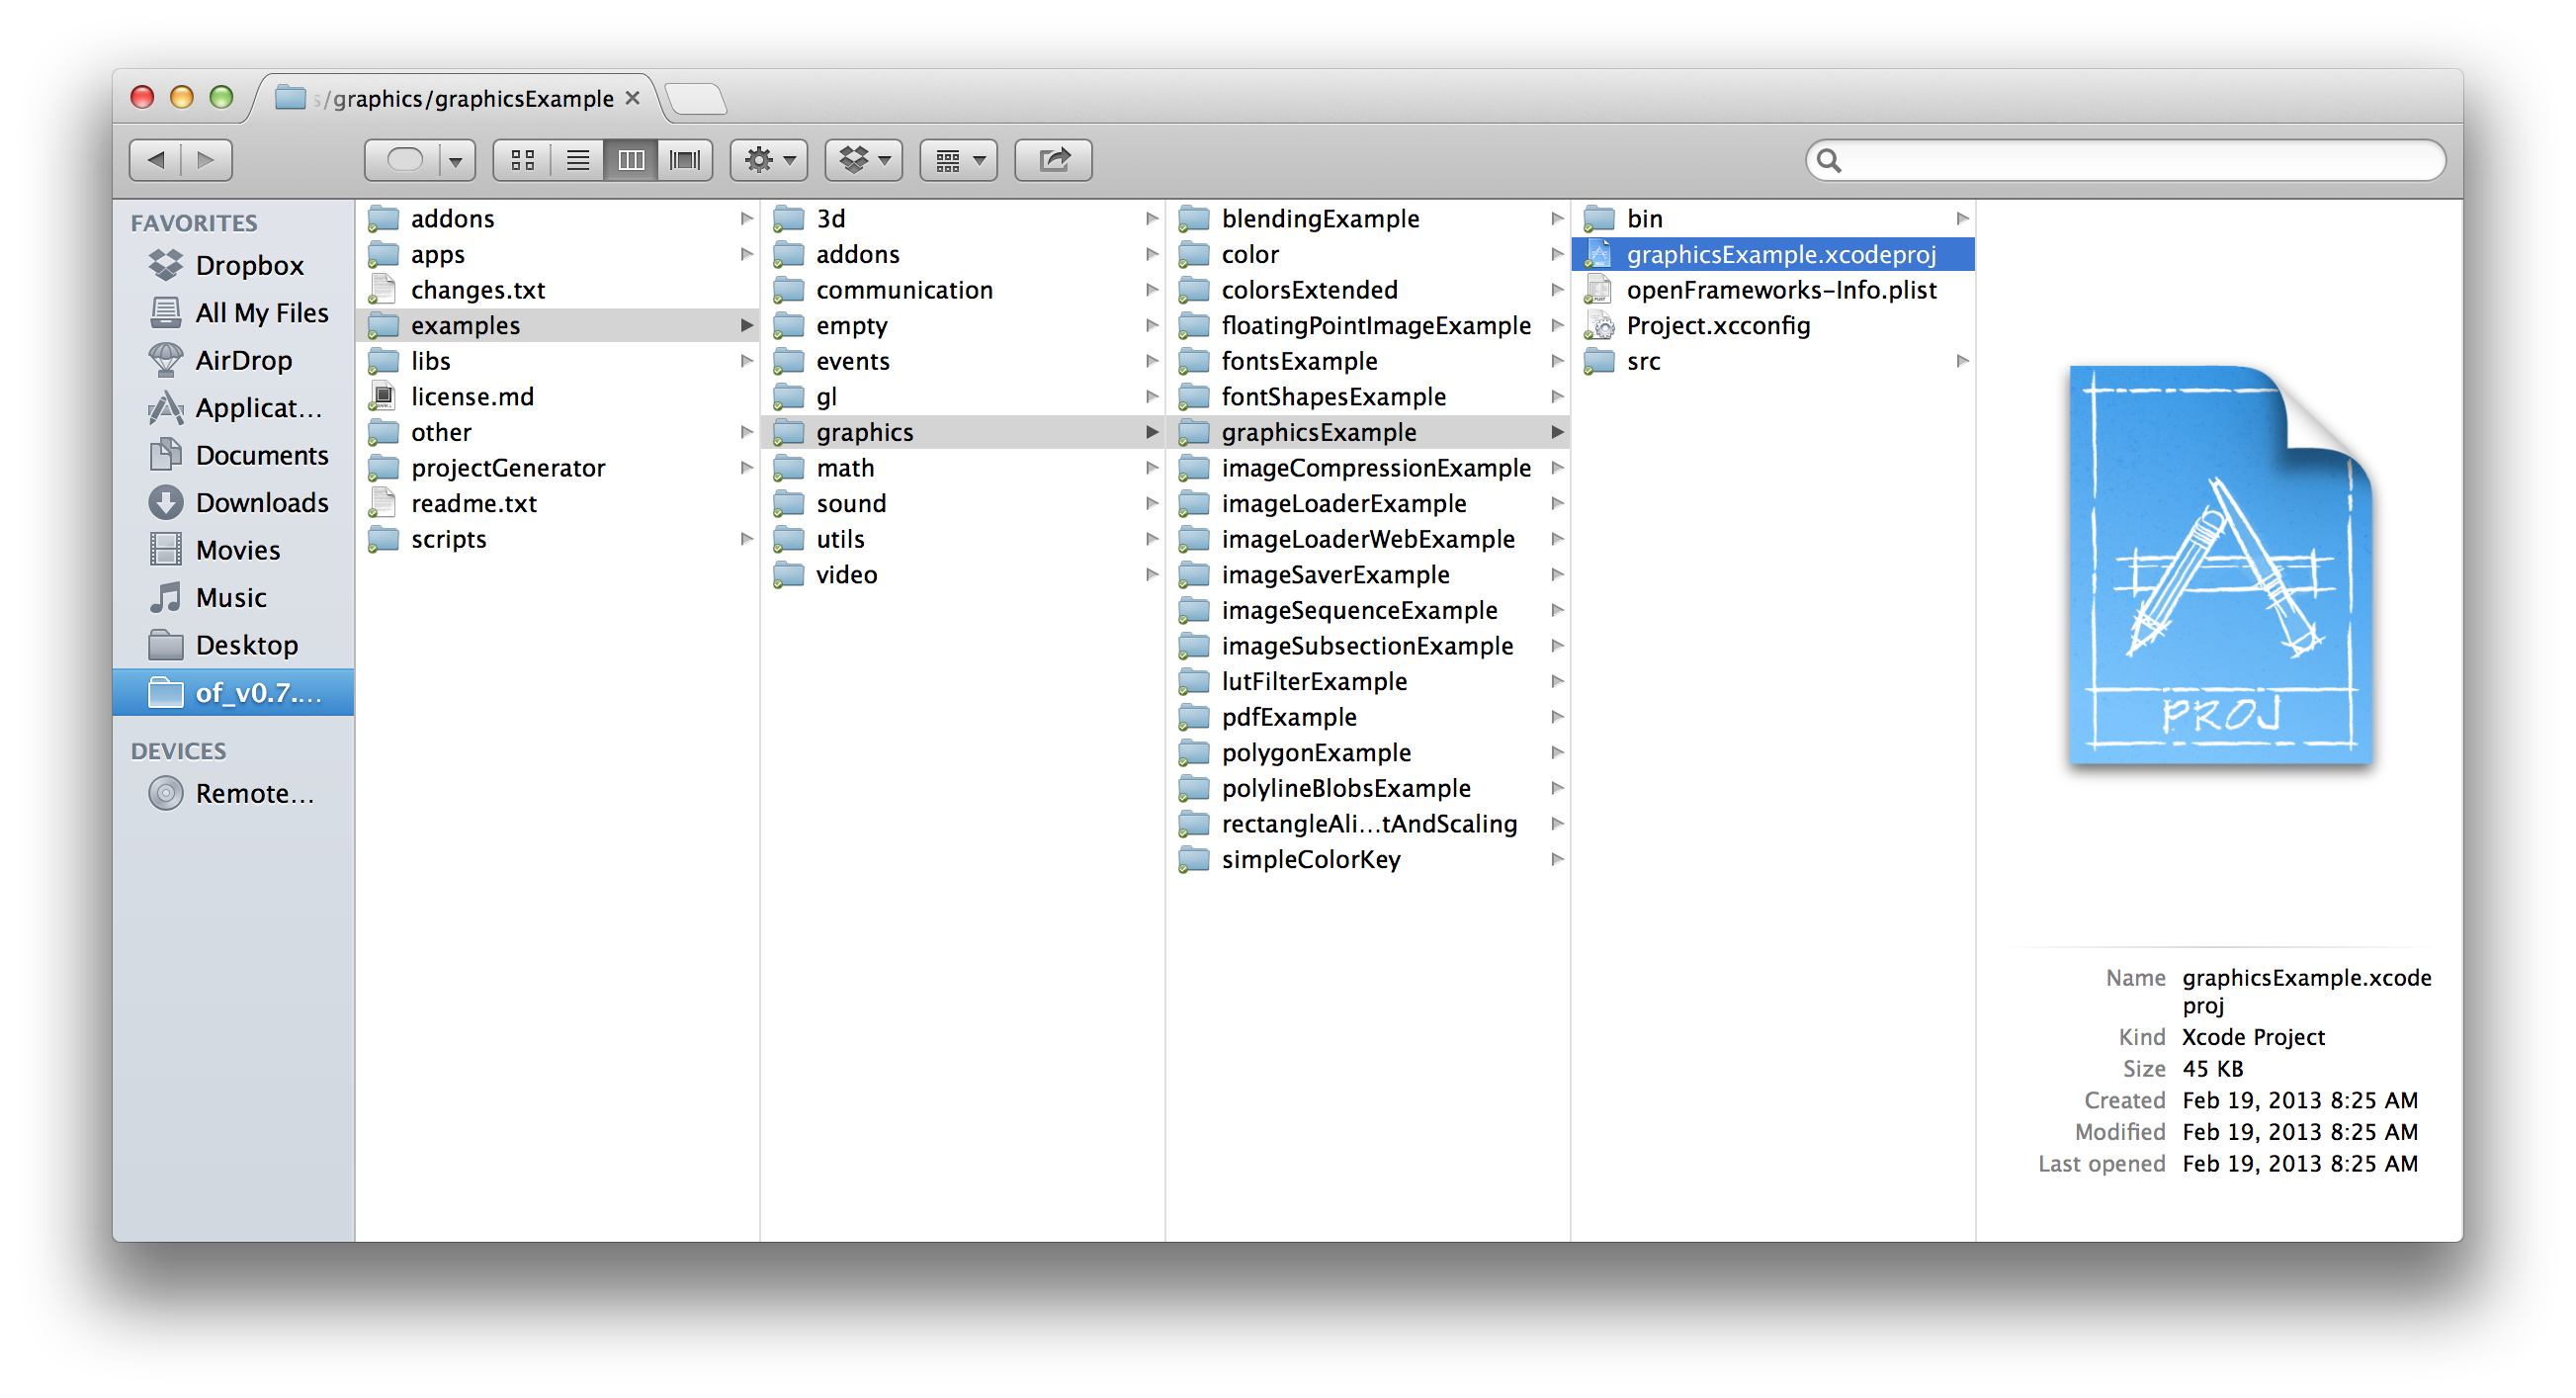 s/graphics/graphicsExample
FAVORITES
Dropbox
All My Files
AirDrop
Applicat...
Documents
Downloads
Movies
Music
Desktop
of_v0.7....
DEVICES
Remote...
addons
apps
changes.txt
examples
libs
license.md
other
projectGenerator
readme.txt
scripts
3d
addons
communication
empty
events
gl
graphics
math
sound
utils
video
blendingExample
color
colorsExtended
floatingPointImageExample
fontsExample
fontShapesExample
graphicsExample
imageCompressionExample
imageLoaderExample
imageLoaderWebExample
imageSaverExample
imageSequenceExample
imageSubsectionExample
lutFilterExample
pdfExample
polygonExample
polylineBlobsExample
rectangleAli...tAndScaling
simpleColorKey
bin
graphicsExample.xcodeproj
openFrameworks-Info.plist
Project.xcconfig
src
PROJ
Name graphicsExample.xcode
proj
Kind Xcode Project
Size 45 KB
Created Feb 19, 2013 8:25 AM
Modified Feb 19, 2013 8:25 AM
Last opened Feb 19, 2013 8:25 AM